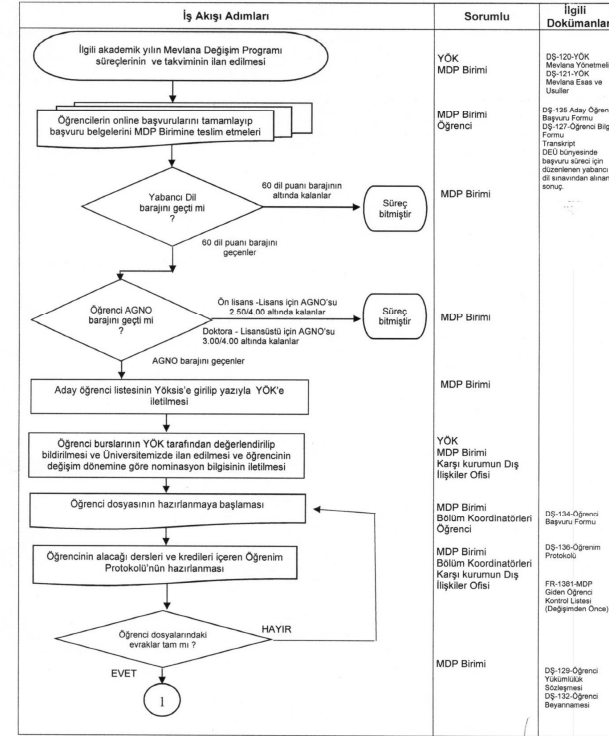 İş Akışı Adımları
Sorumlu
İlgili
Dokümanlar
İlgili akademik yılın Mevlana Değişim Programı
süreçlerinin ve takviminin ilan edilmesi
YÖK
MDP Birimi
DŞ-120-YÖK
Mevlana Yönetmeli
DŞ-121-YÖK
Mevlana Esas ve
Usuller
Öğrencilerin online başvurularını tamamlayıp
başvuru belgelerini MDP Birimine teslim etmeleri
MDP Birimi
Öğrenci
DŞ-135 Aday Öğren
Başvuru Formu
DŞ-127-Öğrenci Bilg
Formu
Transkript
DEÜ bünyesinde
başvuru süreci için
düzenlenen yabancı
dil sınavından alınan
sonuç.
Yabancı Dil
barajını geçti mi
?
60 dil puanı barajının
altında kalanlar
Süreç
bitmiştir
MDP Birimi
60 dil puanı barajını
geçenler
Öğrenci AGNO
barajını geçti mi
?
Ön lisans -Lisans için AGNO'su
2.50/4.00 altında kalanlar
Doktora - Lisansüstü için AGNO'su
3.00/4.00 altında kalanlar
Süreç
bitmiştir
MDP Birimi
AGNO barajını geçenler
Aday öğrenci listesinin Yöksis'e girilip yazıyla YÖK'e
iletilmesi
MDP Birimi
Öğrenci burslarının YÖK tarafından değerlendirilip
bildirilmesi ve Üniversitemizde ilan edilmesi ve öğrencinin
değişim dönemine göre nominasyon bilgisinin iletilmesi
YÖK
MDP Birimi
Karşı kurumun Dış
İlişkiler Ofisi
Öğrenci dosyasının hazırlanmaya başlaması
MDP Birimi
Bölüm Koordinatörleri
Öğrenci
DŞ-134-Öğrenci
Başvuru Formu
Öğrencinin alacağı dersleri ve kredileri içeren Öğrenim
Protokolü'nün hazırlanması
MDP Birimi
Bölüm Koordinatörleri
Karşı kurumun Dış
İlişkiler Ofisi
DŞ-136-Öğrenim
Protokolü
FR-1381-MDP
Giden Öğrenci
Kontrol Listesi
(Değişimden Önce)
Öğrenci dosyalarındaki
evraklar tam mı ?
HAYIR
EVET
MDP Birimi
DŞ-129-Öğrenci
Yükümlülük
Sözleşmesi
DŞ-132-Öğrenci
Beyannamesi
1